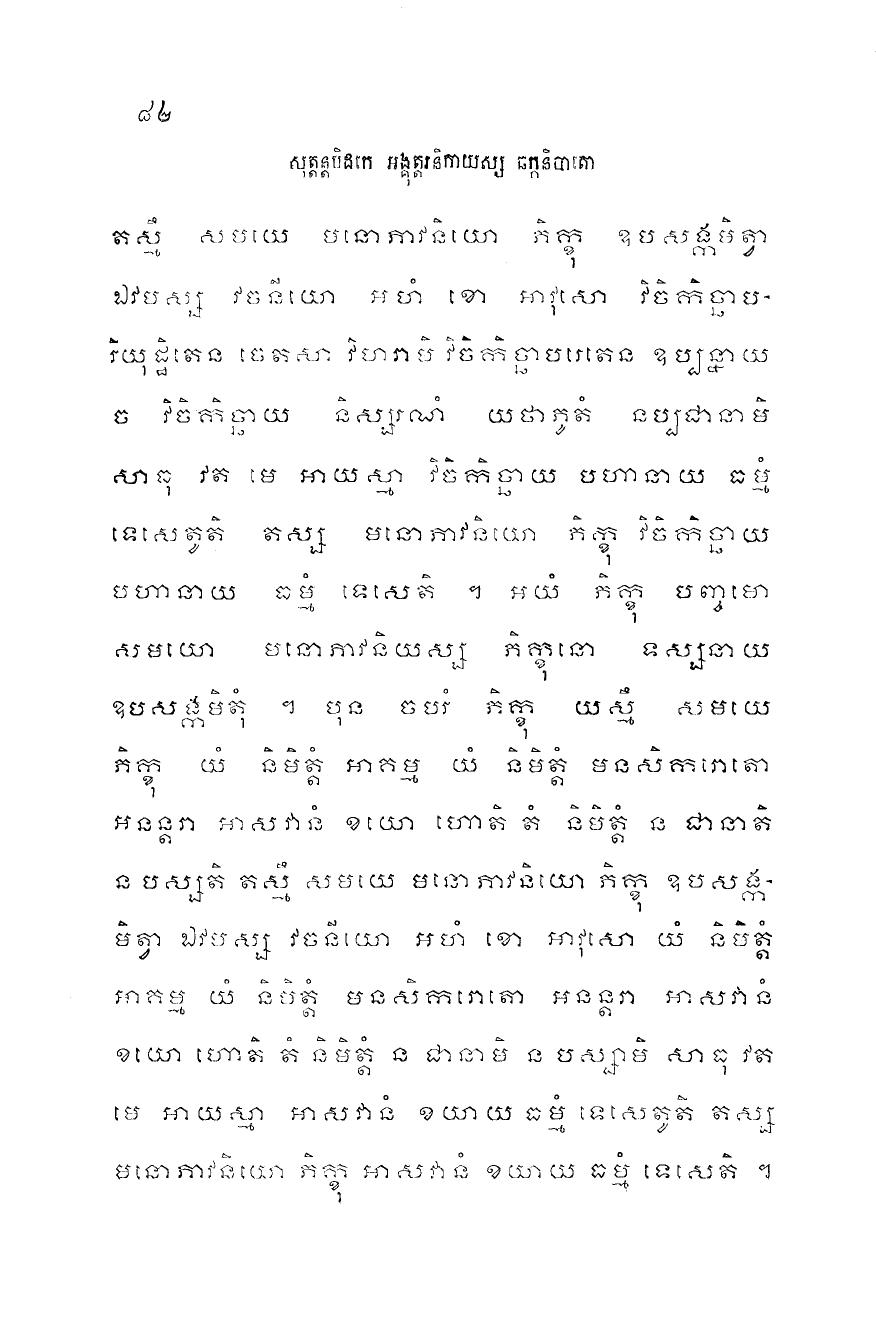 ៨២
សុត្តន្តបិដកេ អង្គុត្តរនិកាយស្ស ឆក្កនិបាតោ
តស្មឹ សមយេ មនោភាវនិយោ ភិក្ខុ ឧបសង្កមិត្វា
ឯវមស្ស វចនីយោ អហំ ខោ អាវុសោ វិចិកិច្ឆាប-
រិយុដ្ឋិតេន ចេតសា វិហរាមិ វិចិកិច្ឆាបរេតេន ឧប្បន្នាយ
ច វិចិកិច្ឆាយ និស្សរណំ យថាភូតំ នប្បជានាមិ
សាធុ វត មេ អាយស្មា វិចិកិច្ឆាយ បហានាយ ធម្មំ
ទេសេតូតិ តស្ស មនោភាវនិយោ ភិក្ខុ វិចិកិច្ឆាយ
បហានាយ ធម្មំ ទេសេតិ ។ អយំ ភិក្ខុ បញ្ចមោ
សមយោ មនោភាវនិយស្ស ភិក្ខុនោ ទស្សនាយ
ឧបសង្កមិតុំ ។ បុន ចបរំ ភិក្ខុ យស្មឹ សមយេ
ភិក្ខុ យំ និមិត្តំ អាគម្ម យំ និមិត្តំ មនសិករោតោ
អនន្តរា អាសវានំ ខយោ ហោតិ តំ និមិត្តំ ន ជានាតិ
ន បស្សតិ តស្មឹ សមយេ មនោភាវនិយោ ភិក្ខុ ឧបសង្ក-
មិត្វា ឯវមស្ស វចនីយោ អហំ ខោ អាវុសោ យំ និមិត្តំ
អាគម្ម យំ និមិត្តំ មនសិករោតោ អនន្តរា អាសវានំ
ខយោ ហោតិ តំ និមិត្តំ ន ជានាមិ ន បស្សាមិ សាធុ វត
មេ អាយស្មា អាសវានំ ខយាយ ធម្មំ ទេសេតូតិ តស្ស
មនោភាវនិយោ ភិក្ខុ អាសវានំ ខយាយ ធម្មំ ទេសេតិ ។